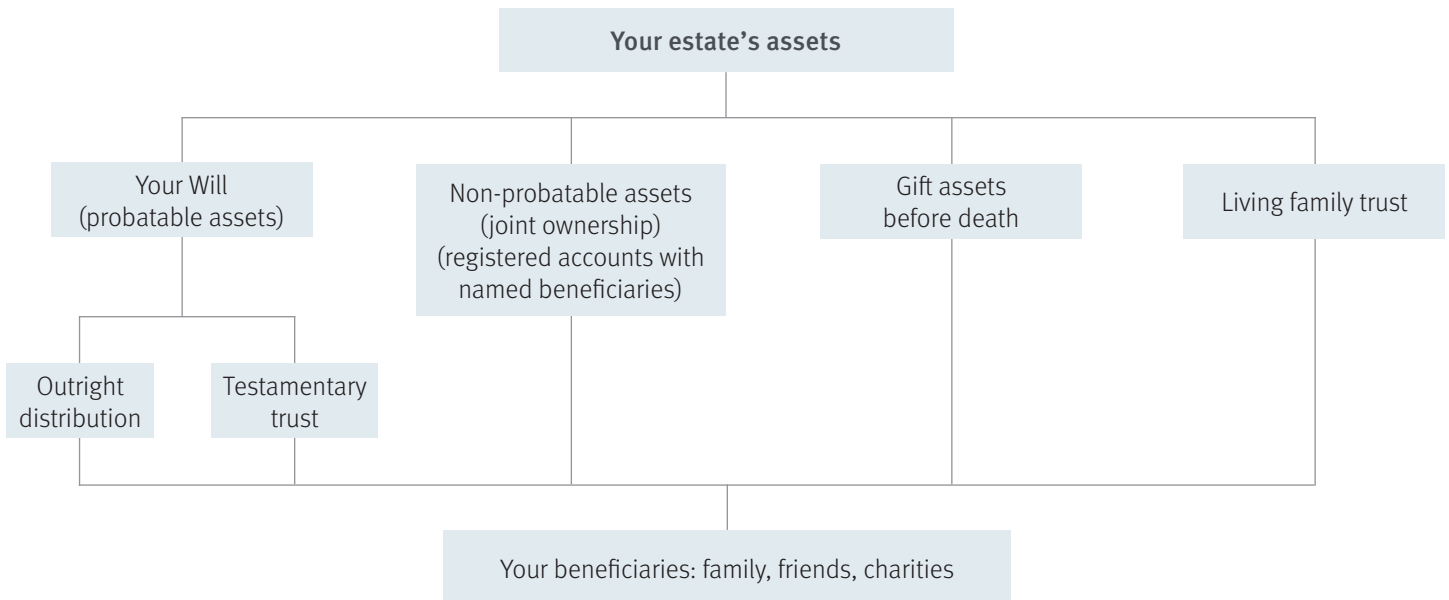 Your estate’s assets
Your Will
(probatable assets)
Non-probatable assets
(joint ownership)
(registered accounts with
named beneficiaries)
Gift assets
before death
Living family trust
Outright
distribution
Testamentary
trust
Your beneficiaries: family, friends, charities